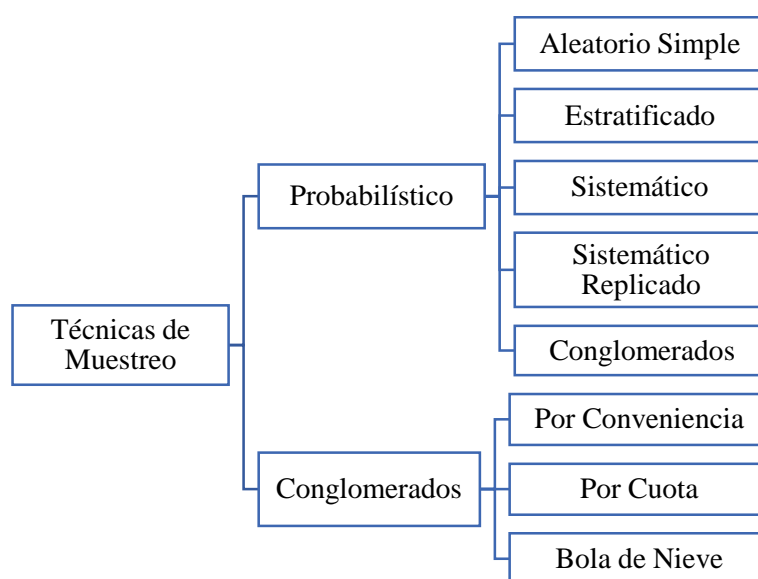 Técnicas de
Muestreo
Probabilístico
Aleatorio Simple
Estratificado
Sistemático
Sistemático
Replicado
Conglomerados
Conglomerados
Por Conveniencia
Por Cuota
Bola de Nieve